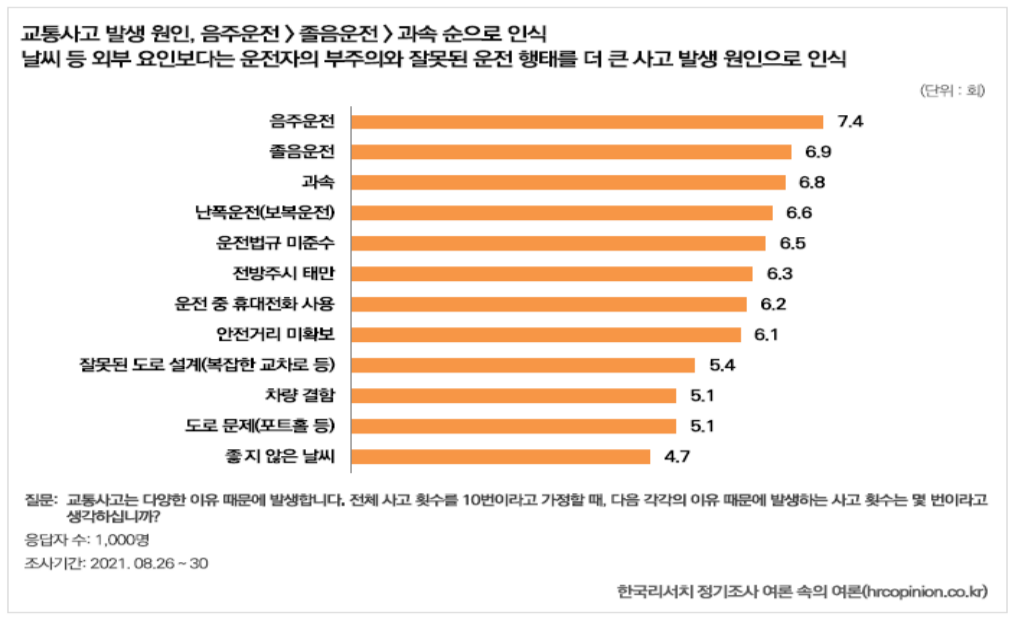 교통사고 발생 원인, 음주운전 > 졸음운전 > 과속 순으로 인식
날씨 등 외부 요인보다는 운전자의 부주의와 잘못된 운전 행태를 더 큰 사고 발생 원인으로 인식
(단위 : 회)
음주운전 7.4
졸음운전 6.9
과속 6.8
난폭운전(보복운전) 6.6
운전법규 미준수 6.5
전방주시 태만 6.3
운전 중 휴대전화 사용 6.2
안전거리 미확보 6.1
잘못된 도로 설계(복잡한 교차로 등) 5.4
차량 결함 5.1
도로 문제(포트홀 등) 5.1
좋지 않은 날씨 4.7
질문: 교통사고는 다양한 이유 때문에 발생합니다. 전체 사고 횟수를 10번이라고 가정할 때, 다음 각각의 이유 때문에 발생하는 사고 횟수는 몇 번이라고
생각하십니까?
응답자 수: 1,000명
조사기간: 2021. 08.26 ~ 30
한국리서치 정기조사 여론 속의 여론(hrcopinion.co.kr)